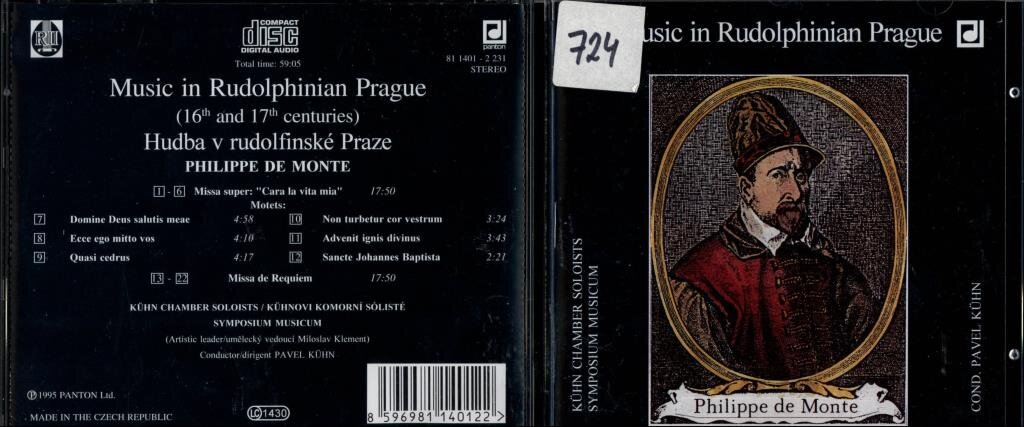 RII
COMPACT
disc
DIGITAL AUDIO
panton
Total time: 59:05
81 1401 - 2 231
STEREO
Music in Rudolphinian Prague
(16th and 17th centuries)
Hudba v rudolfinské Praze
PHILIPPE DE MONTE
1 - 6 Missa super: "Cara la vita mia" 17:50
Motets:
7 Domine Deus salutis meae 4:58
8 Ecce ego mitto vos 4:10
9 Quasi cedrus 4:17
10 Non turbetur cor vestrum 3:24
11 Advenit ignis divinus 3:43
12 Sancte Johannes Baptista 2:21
13 - 22 Missa de Requiem 17:50
KÜHN CHAMBER SOLOISTS / KÜHNOVI KOMORNÍ SÓLISTÉ
SYMPOSIUM MUSICUM
(Artistic leader/umělecký vedoucí Miloslav Klement)
Conductor/dirigent PAVEL KÜHN
℗1995 PANTON Ltd.
MADE IN THE CZECH REPUBLIC
LC 1430
8 596981 140122 >
724
usic in Rudolphinian Prague
KÜHN CHAMBER SOLOISTS
SYMPOSIUM MUSICUM
COND. PAVEL KÜHN
Philippe de Monte